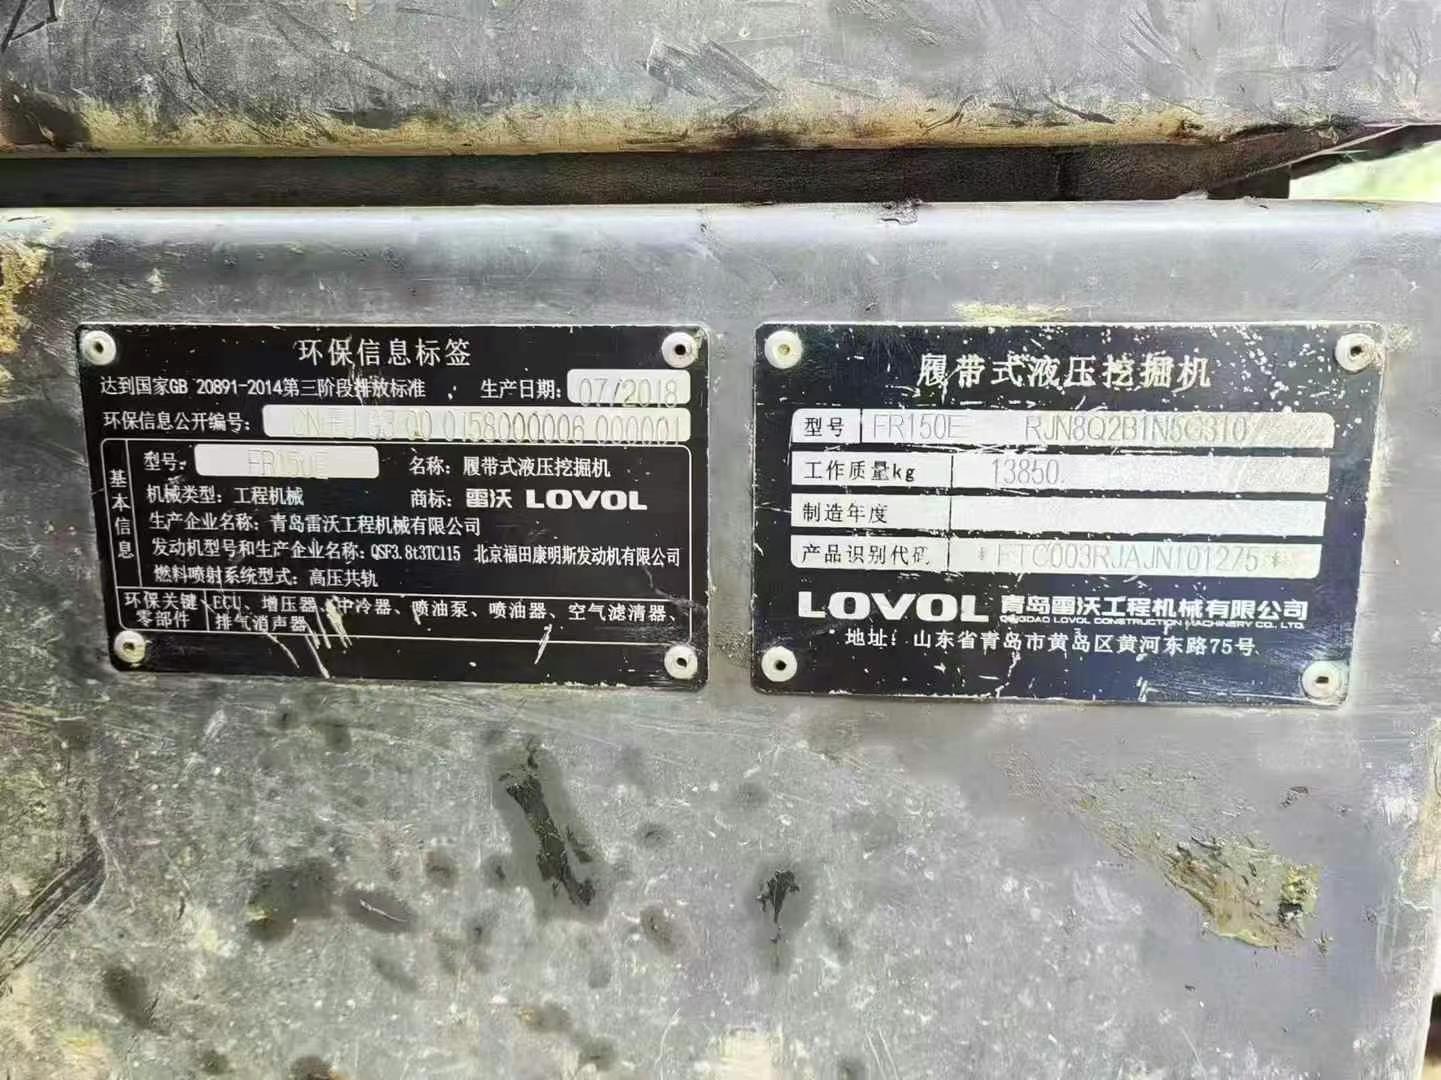 环保信息标签
达到国家GB 20891-2014第三阶段排放标准 , 生产日期: 07/2018
环保信息公开编号: 0158000006 000001
基本信息
型号: FR150E 名称: 履带式液压挖掘机
机械类型: 工程机械 商标: 雷沃 LOVOL
生产企业名称: 青岛雷沃工程机械有限公司
发动机型号和生产企业名称: QSF3.8t3TC115 北京福田康明斯发动机有限公司
燃料喷射系统型式: 高压共轨
环保关键零部件 ECU、增压器、中冷器、喷油泵、喷油器、空气滤清器、
排气消声器
履带式液压挖掘机
型号 FR150E
工作质量kg 13850.
制造年度
产品识别代码
LOVOL 青岛雷沃工程机械有限公司
QINGDAO LOVOL CONSTRUCTION MACHINERY CO., LTD.
地址: 山东省青岛市黄岛区黄河东路75号